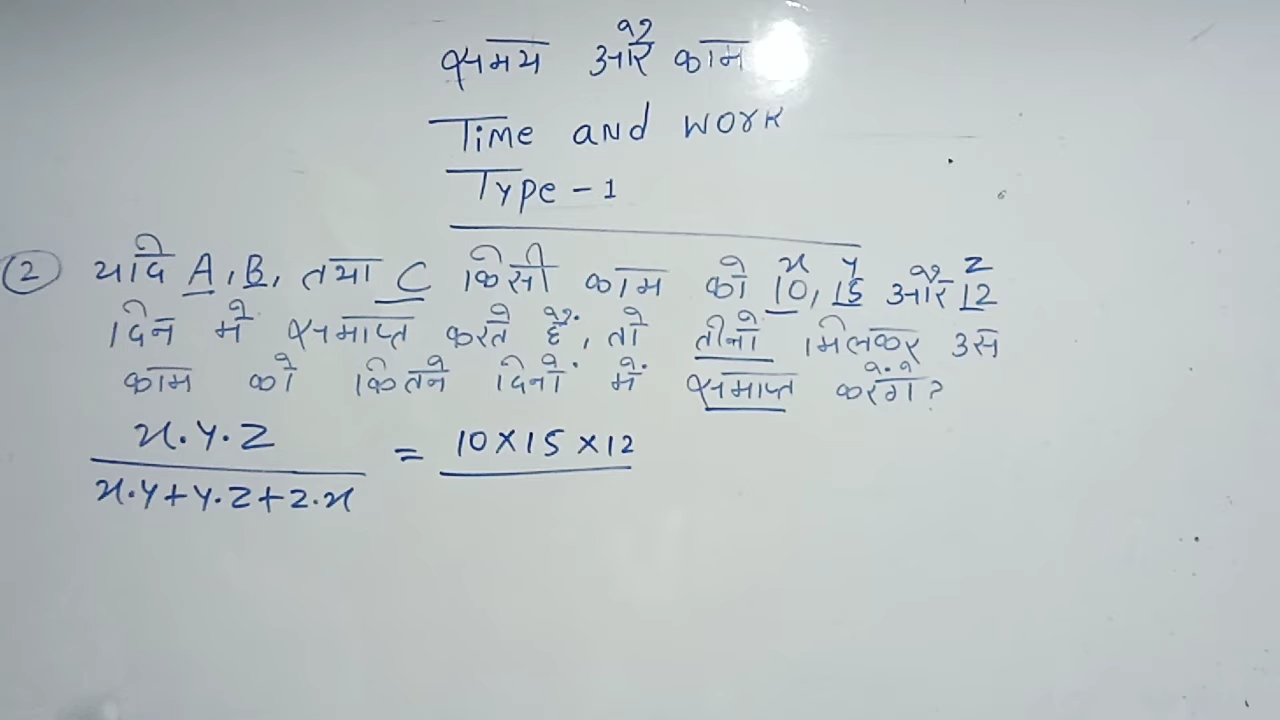 समय और काम
Time and work
Type - 1
② यदि A, B, तथा C किसी काम को 10, 15 और 12
x y z
दिन मे समाप्त करते हैं, तो तीनो मिलकर उस
काम को कितने दिनों में समाप्त करेगें?
x.y.z / x.y+y.z+z.x = 10×15×12